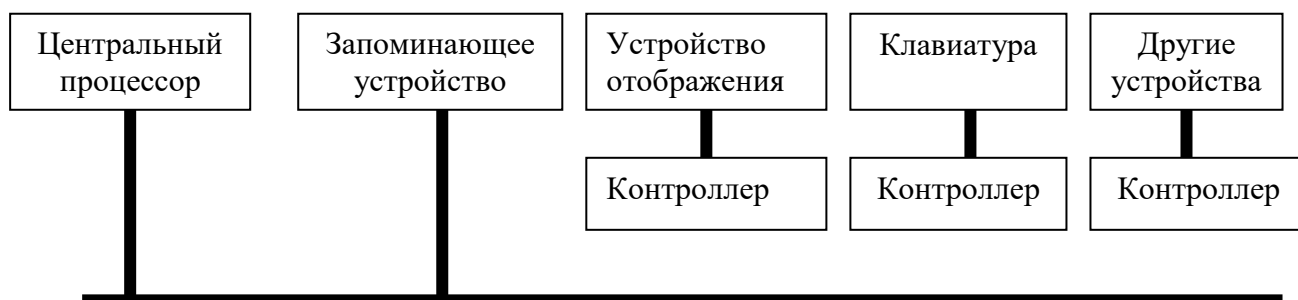 Центральный
процессор
Запоминающее
устройство
Устройство
отображения
Клавиатура
Другие
устройства
Контроллер
Контроллер
Контроллер